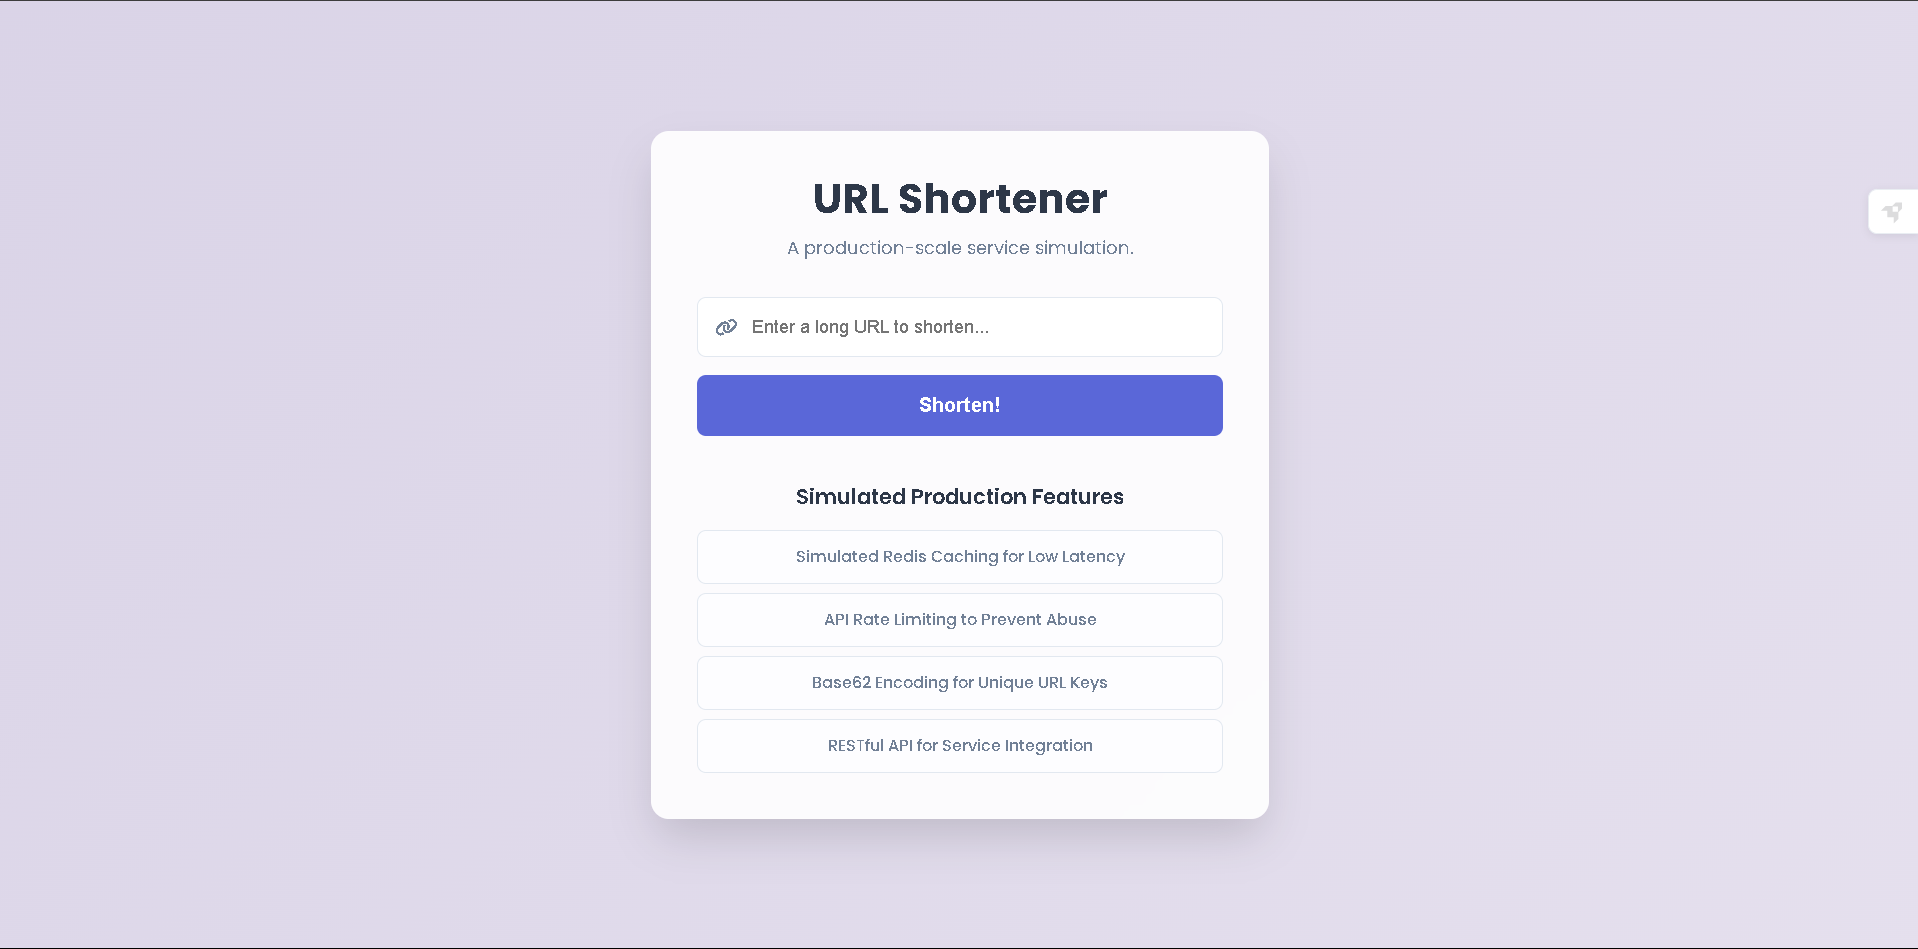 URL Shortener
A production-scale service simulation.
Enter a long URL to shorten...
Shorten!
Simulated Production Features
Simulated Redis Caching for Low Latency
API Rate Limiting to Prevent Abuse
Base62 Encoding for Unique URL Keys
RESTful API for Service Integration